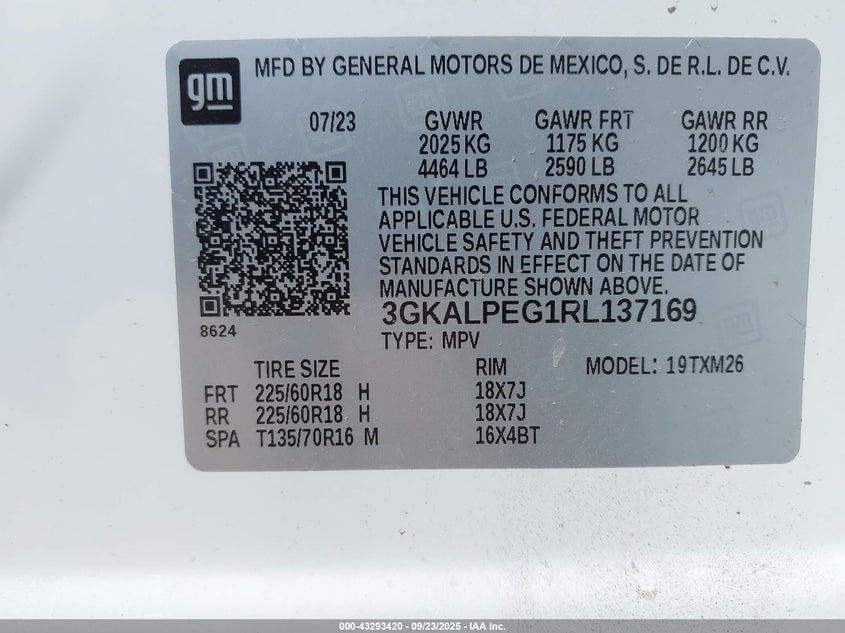 gm
MFD BY GENERAL MOTORS DE MEXICO, S. DE R.L. DE C.V.
07/23 GVWR GAWR FRT GAWR RR
2025 KG 1175 KG 1200 KG
4464 LB 2590 LB 2645 LB
THIS VEHICLE CONFORMS TO ALL
APPLICABLE U.S. FEDERAL MOTOR
VEHICLE SAFETY AND THEFT PREVENTION
STANDARDS IN EFFECT ON THE DATE OF
MANUFACTURE SHOWN ABOVE.
3GKALPEG1RL137169
8624
TYPE: MPV
TIRE SIZE RIM MODEL: 19TXM26
FRT 225/60R18 H 18X7J
RR 225/60R18 H 18X7J
SPA T135/70R16 M 16X4BT
000-43293420 - 09/23/2025 - IAA Inc.